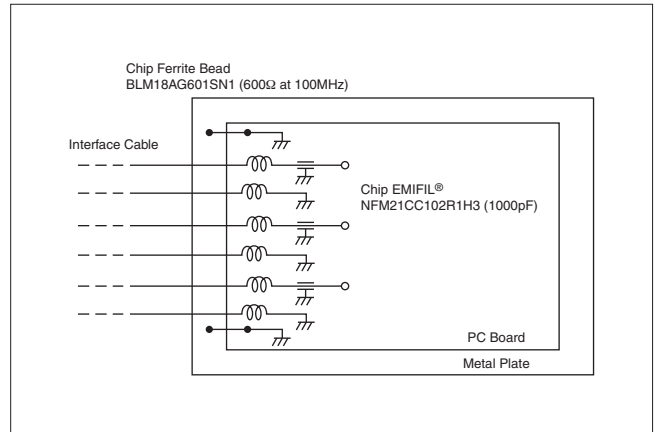 Chip Ferrite Bead
BLM18AG601SN1 (600Ω at 100MHz)
Interface Cable
Chip EMIFIL®
NFM21CC102R1H3 (1000pF)
PC Board
Metal Plate